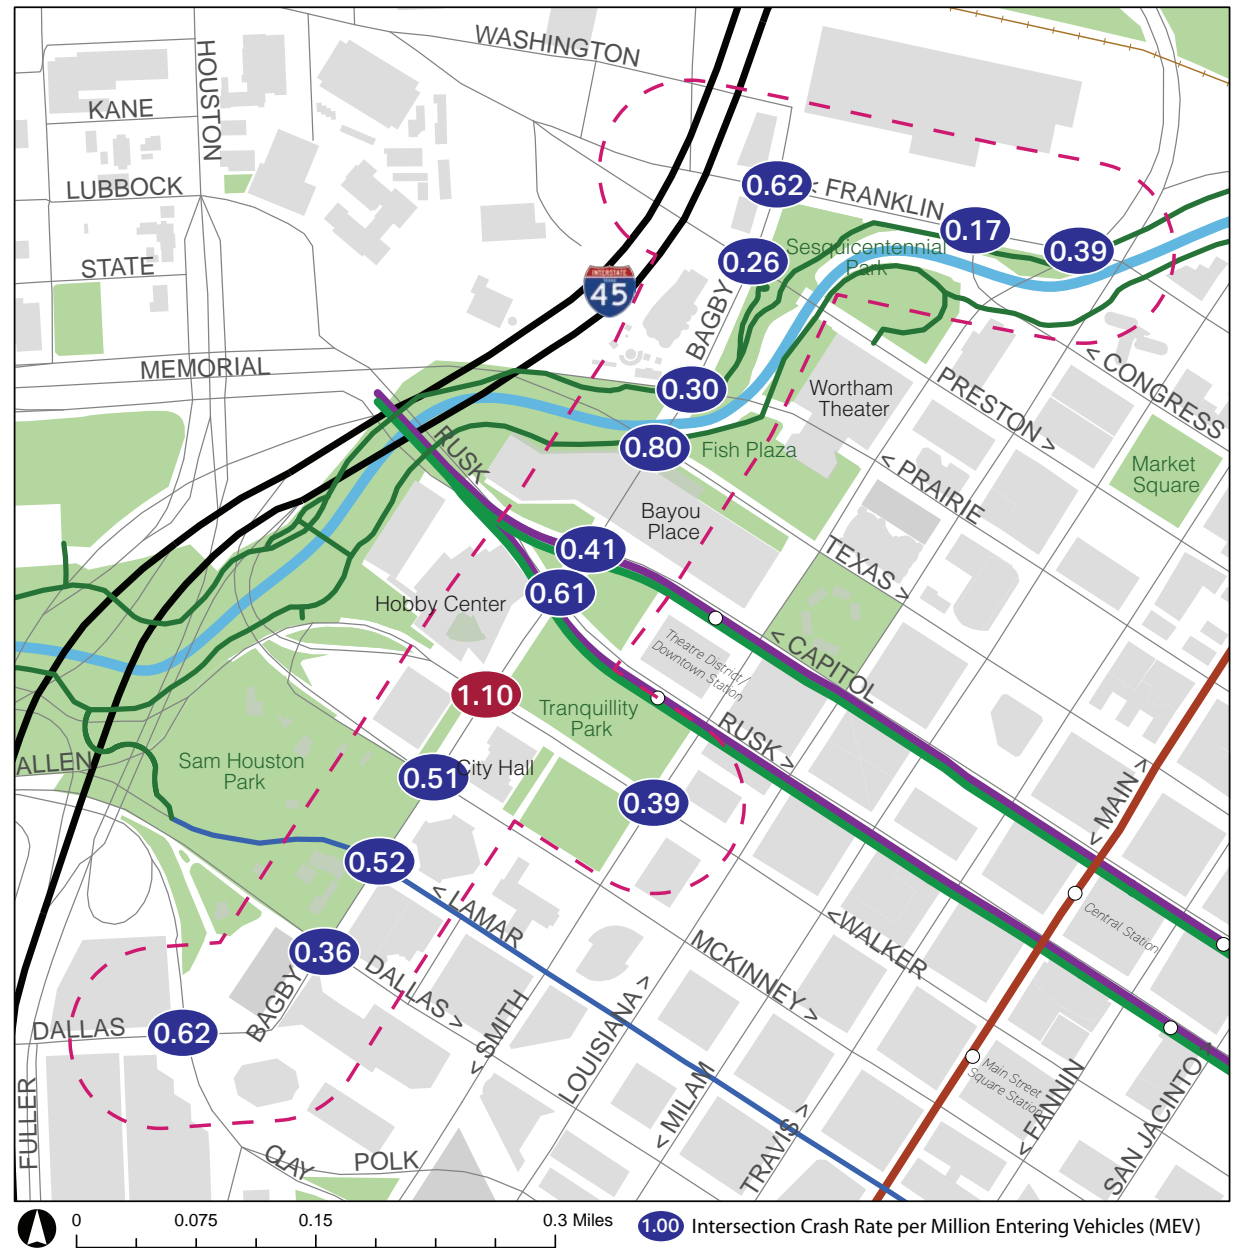 WASHINGTON
HOUSTON
KANE
LUBBOCK
STATE
MEMORIAL
INTERSTATE
TEXAS
45
0.62
< FRANKLIN
0.17
0.39
0.26
Sesquicentennial
Park
BAGBY
0.30
0.80
Wortham
Theater
Fish Plaza
PRESTON >
< CONGRESS
< PRAIRIE
Market
Square
RUSK
Bayou
Place
0.41
0.61
TEXAS >
Hobby Center
Theatre District/
Downtown Station
< CAPITOL
1.10
Tranquillity
Park
RUSK >
ALLEN
Sam Houston
Park
0.51
City Hall
0.39
< MAIN >
0.52
< LAMAR
<WALKER
Central Station
0.36
DALLAS >
MCKINNEY >
BAGBY
DALLAS
0.62
< SMITH
LOUISIANA >
< MILAM
TRAVIS >
Main Street
Square Station
< FANNIN
SAN JACINTO >
FULLER
CLAY
POLK
0
0.075
0.15
0.3 Miles
1.00
Intersection Crash Rate per Million Entering Vehicles (MEV)